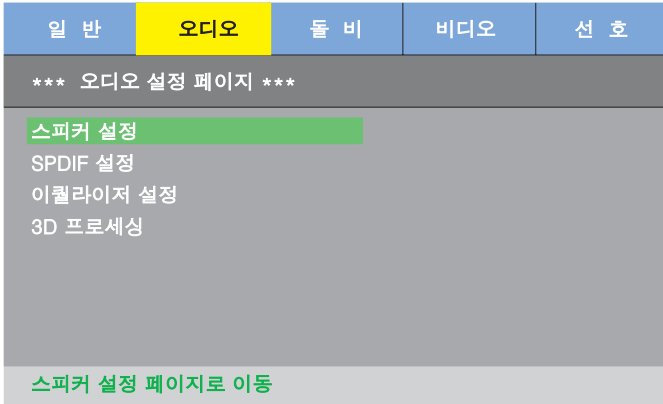 일 반 오디오 돌 비 비디오 선 호
*** 오디오 설정 페이지 ***
스피커 설정
SPDIF 설정
이퀄라이저 설정
3D 프로세싱
스피커 설정 페이지로 이동